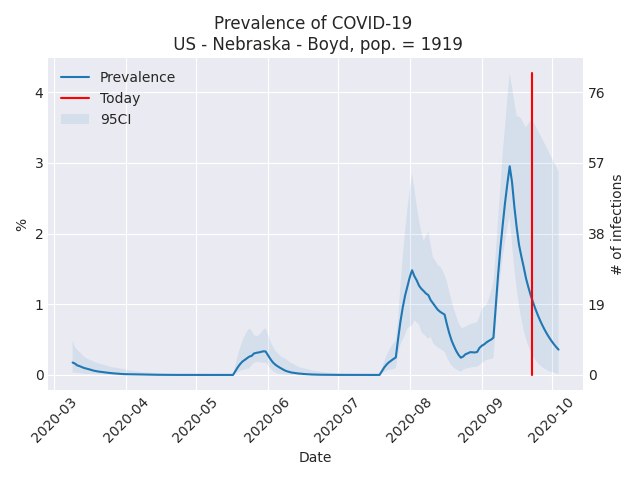 Prevalence of COVID-19
US - Nebraska - Boyd, pop. = 1919
Prevalence
Today
95CI
4
3
2
1
0
%
76
57
38
19
0
# of infections
2020-03
2020-04
2020-05
2020-06
2020-07
2020-08
2020-09
2020-10
Date